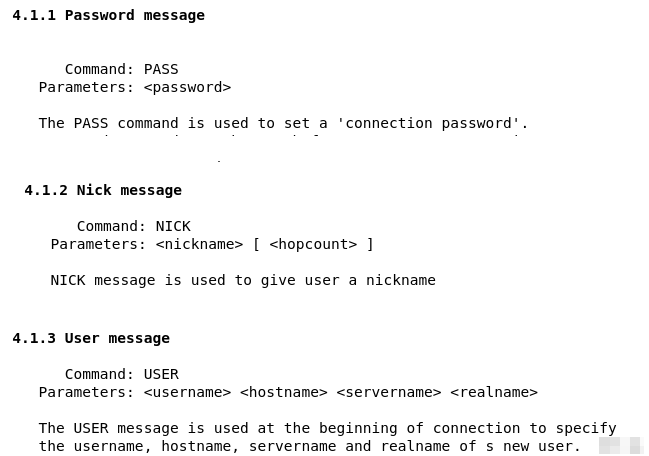 4.1.1 Password message
Command: PASS
Parameters: <password>
The PASS command is used to set a 'connection password'.
4.1.2 Nick message
Command: NICK
Parameters: <nickname> [ <hopcount> ]
NICK message is used to give user a nickname
4.1.3 User message
Command: USER
Parameters: <username> <hostname> <servername> <realname>
The USER message is used at the beginning of connection to specify
the username, hostname, servername and realname of s new user.